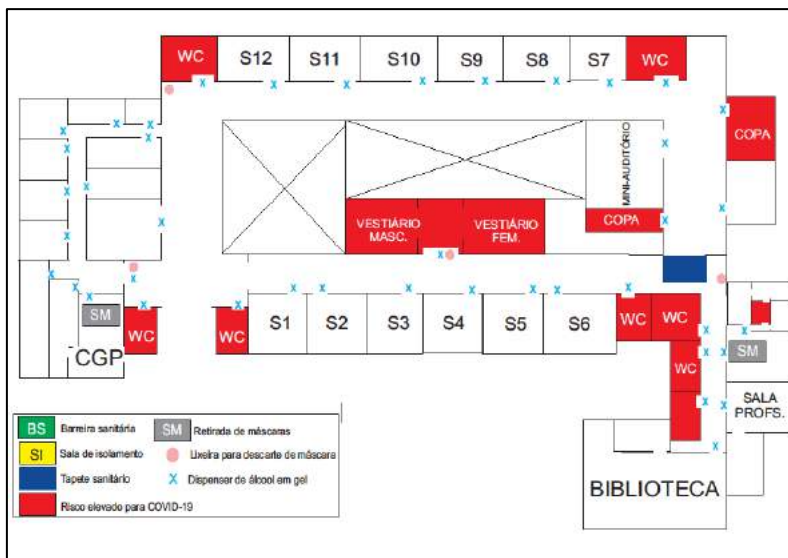 WC
S12
S11
S10
S9
S8
S7
WC
COPA
MINI-AUDITÓRIO
COPA
VESTIÁRIO
MASC.
VESTIÁRIO
FEM.
SM
CGP
WC
WC
S1
S2
S3
S4
S5
S6
WC
WC
WC
SM
SALA
PROFS.
BIBLIOTECA
BS Barreira sanitária
SM Retirada de máscaras
SI Sala de isolamento
Lixeira para descarte de máscara
Tapete sanitário
Dispenser de álcool em gel
Risco elevado para COVID-19